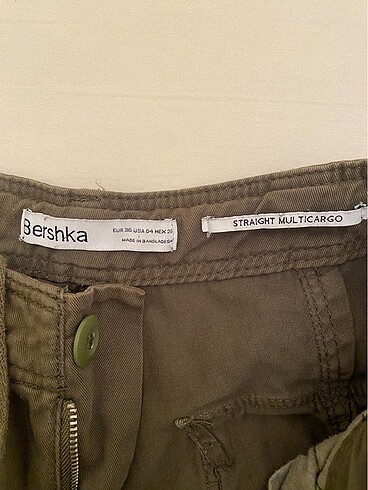 Bershka
EUR 36 USA 04 MEX 26
MADE IN BANGLADESH
STRAIGHT MULTICARGO